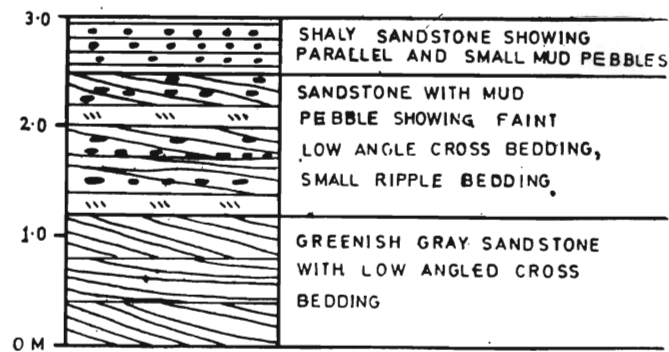 3·0
SHALY SANDSTONE SHOWING
PARALLEL AND SMALL MUD PEBBLES
SANDSTONE WITH MUD
2·0
PEBBLE SHOWING FAINT
LOW ANGLE CROSS BEDDING,
SMALL RIPPLE BEDDING.
1·0
GREENISH GRAY SANDSTONE
WITH LOW ANGLED CROSS
BEDDING
0 M